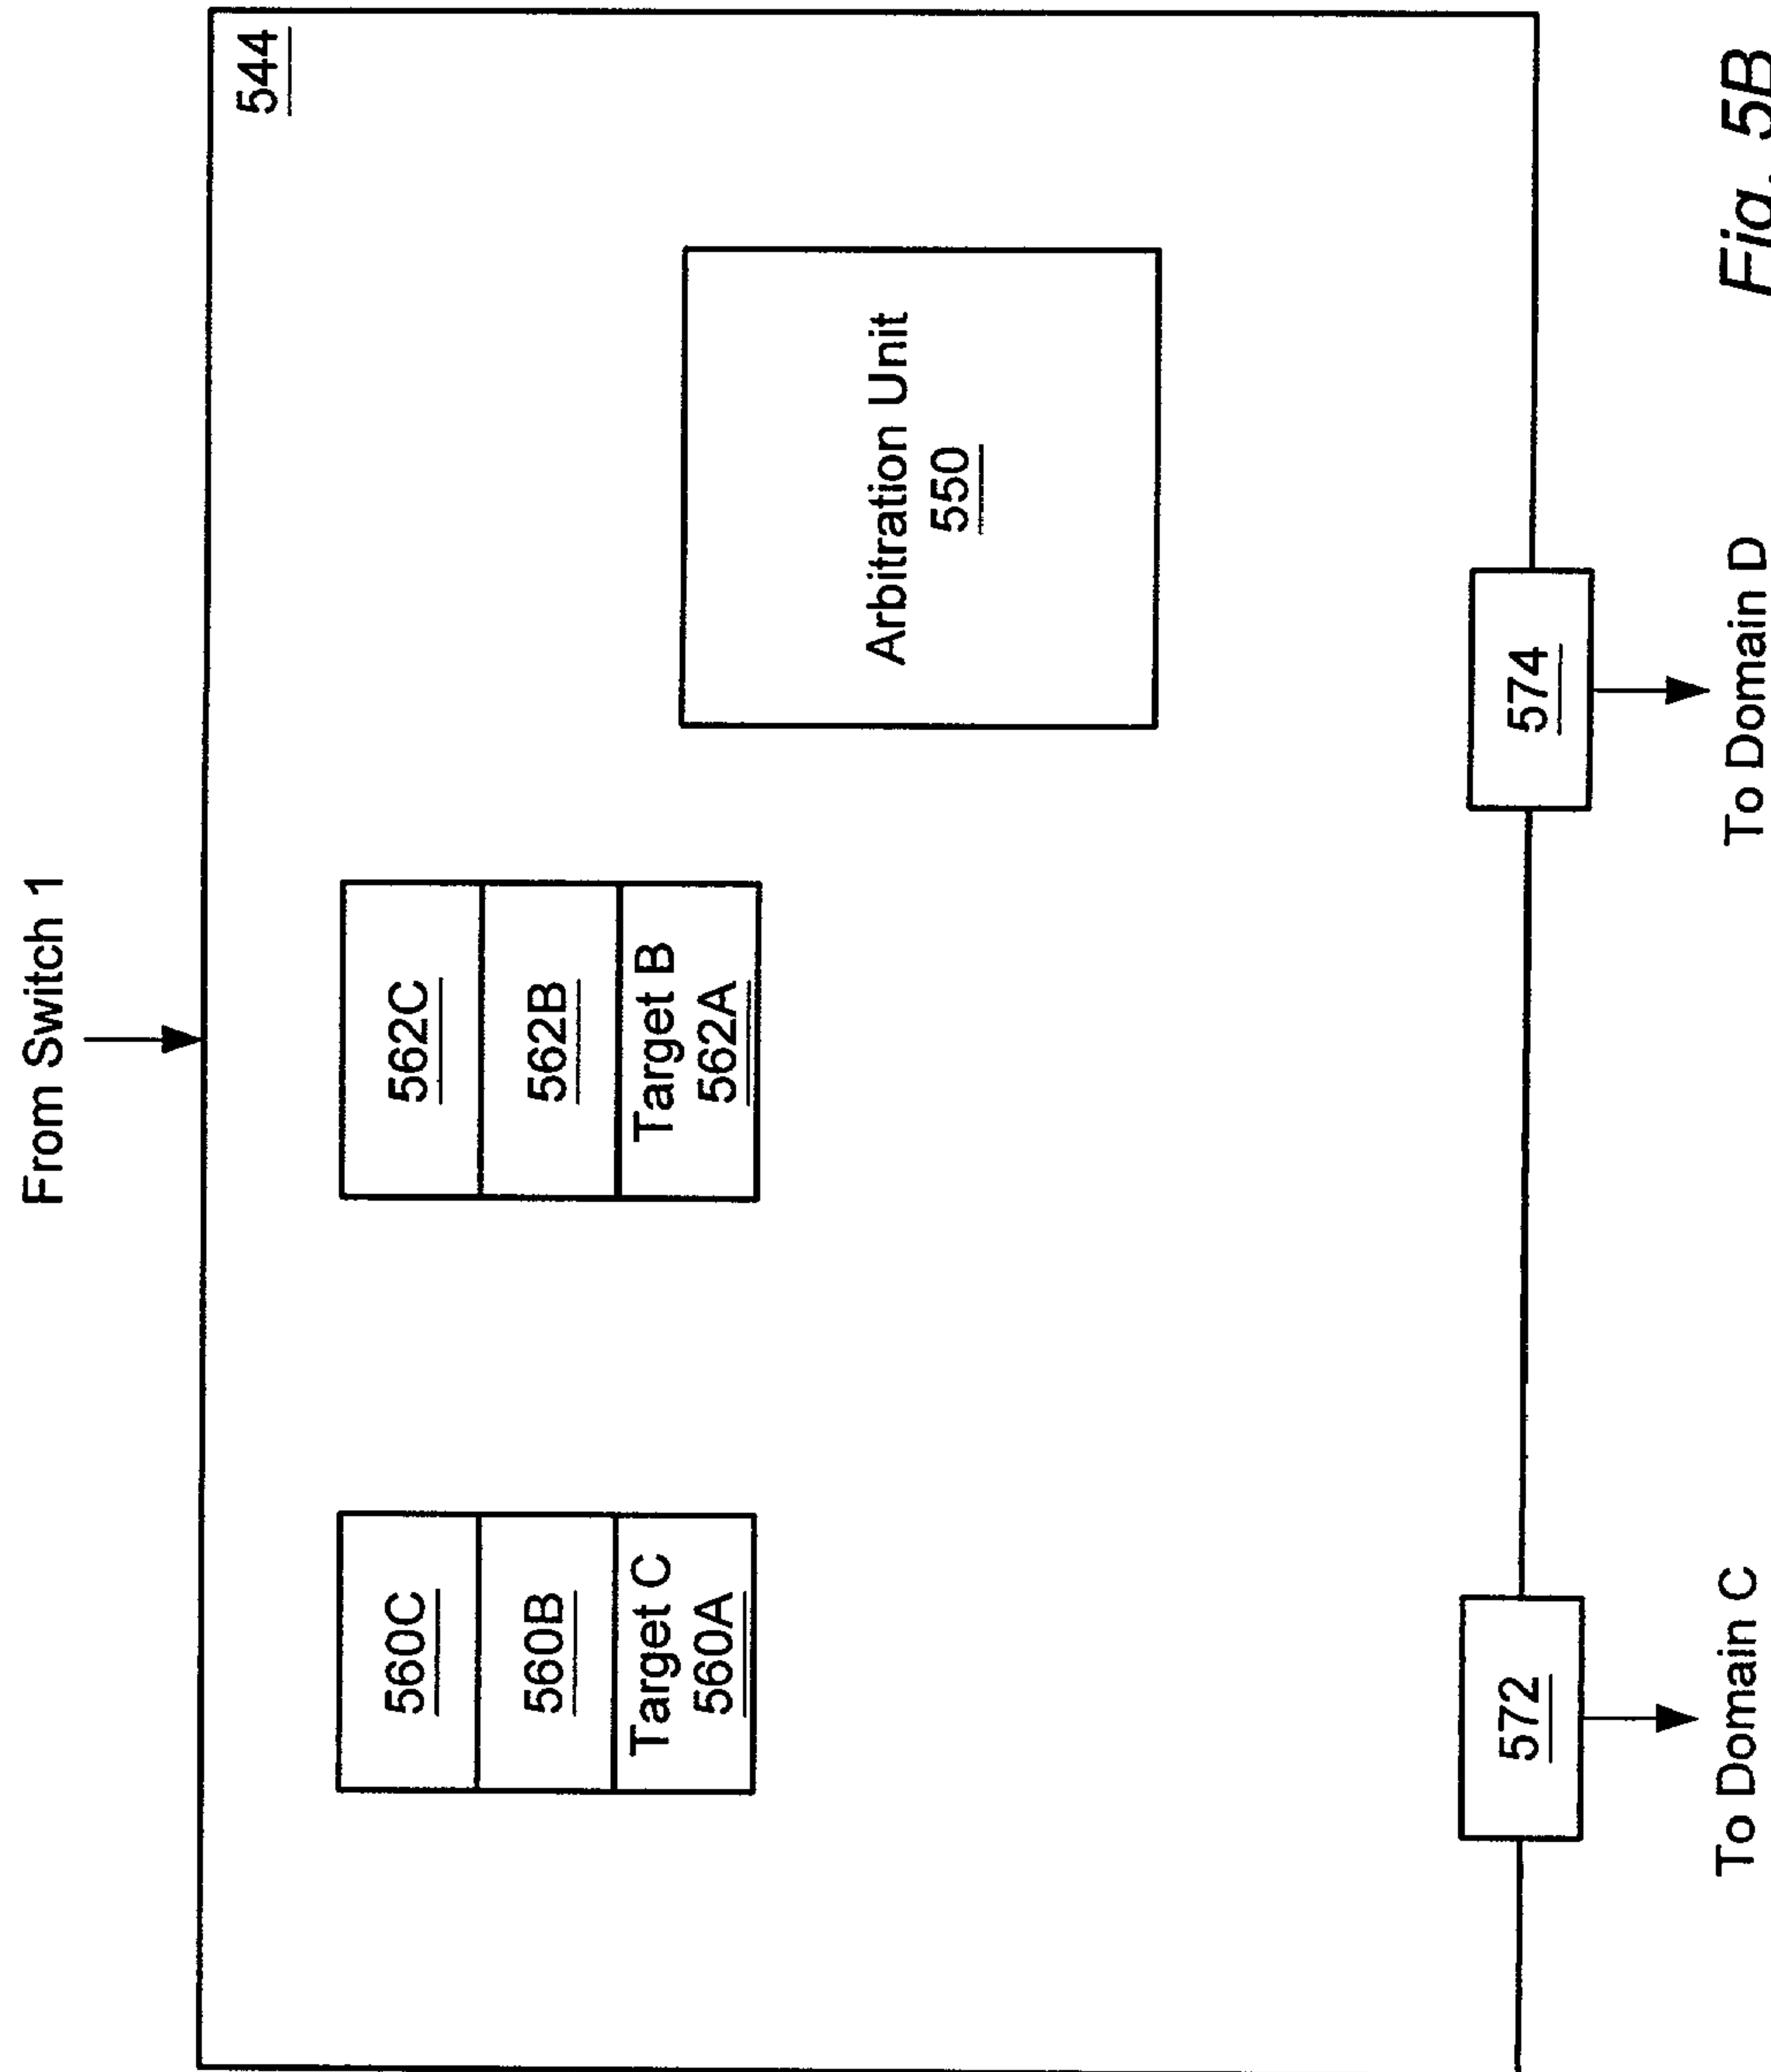 From Switch 1
544
560C
560B
Target C
560A
562C
562B
Target B
562A
Arbitration Unit
550
572
574
To Domain C
To Domain D
Fig. 5B